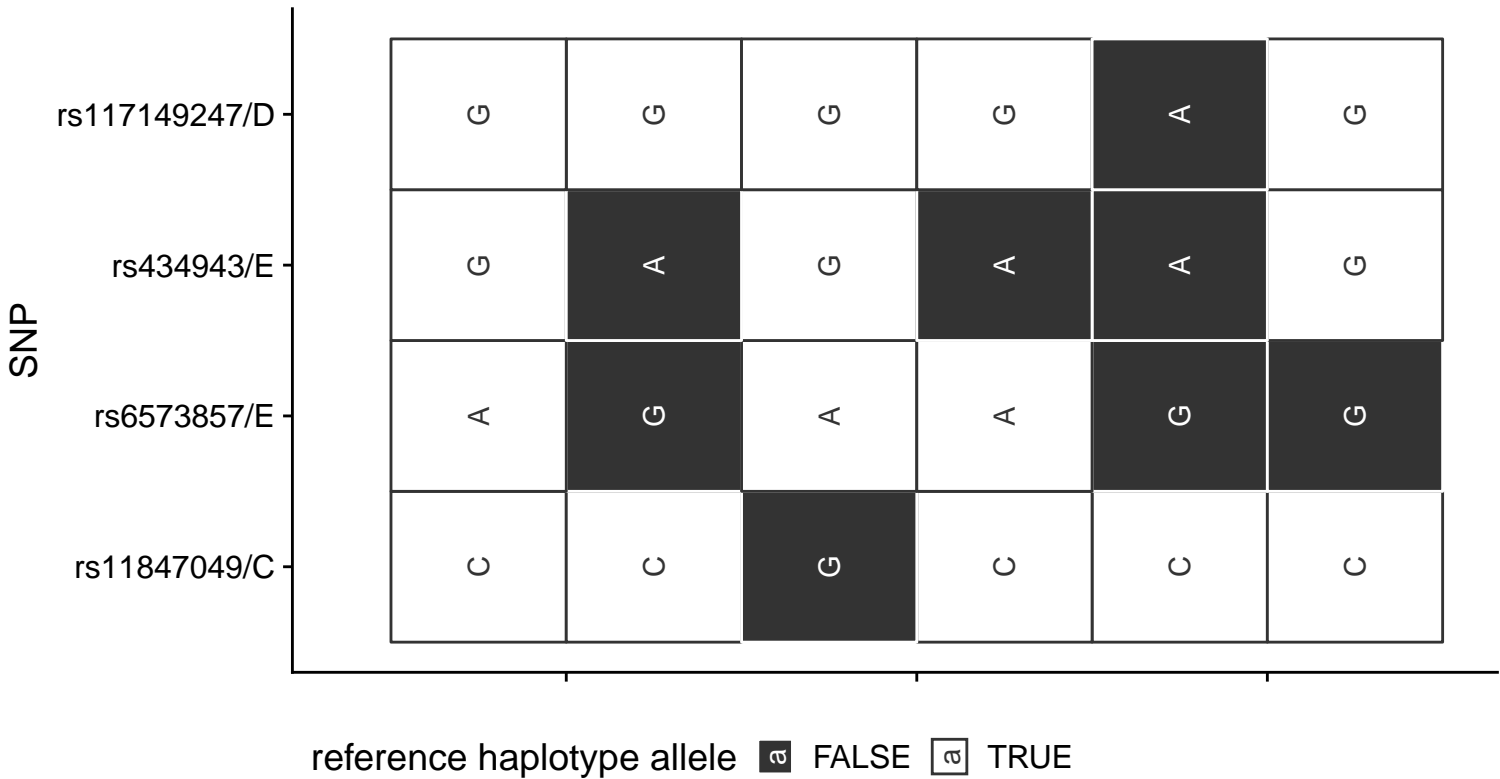 SNP
rs117149247/D G G G G A G
rs434943/E G A G A A G
rs6573857/E A G A A G G
rs11847049/C C C G C C C
reference haplotype allele a FALSE a TRUE